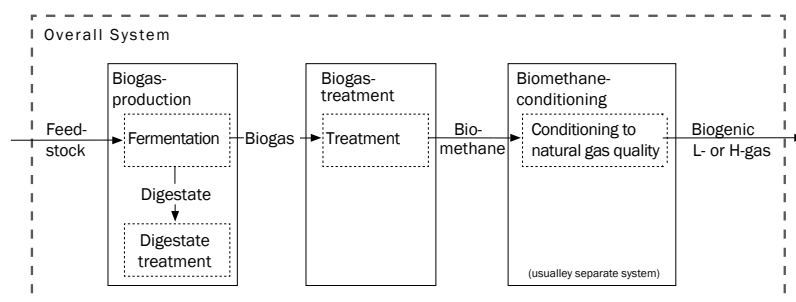 Overall System
Biogas-
production
Biogas-
treatment
Biomethane-
conditioning
Feed-
stock
Fermentation
Biogas
Treatment
Bio-
methane
Conditioning to
natural gas quality
Biogenic
L- or H-gas
Digestate
Digestate
treatment
(usualley separate system)